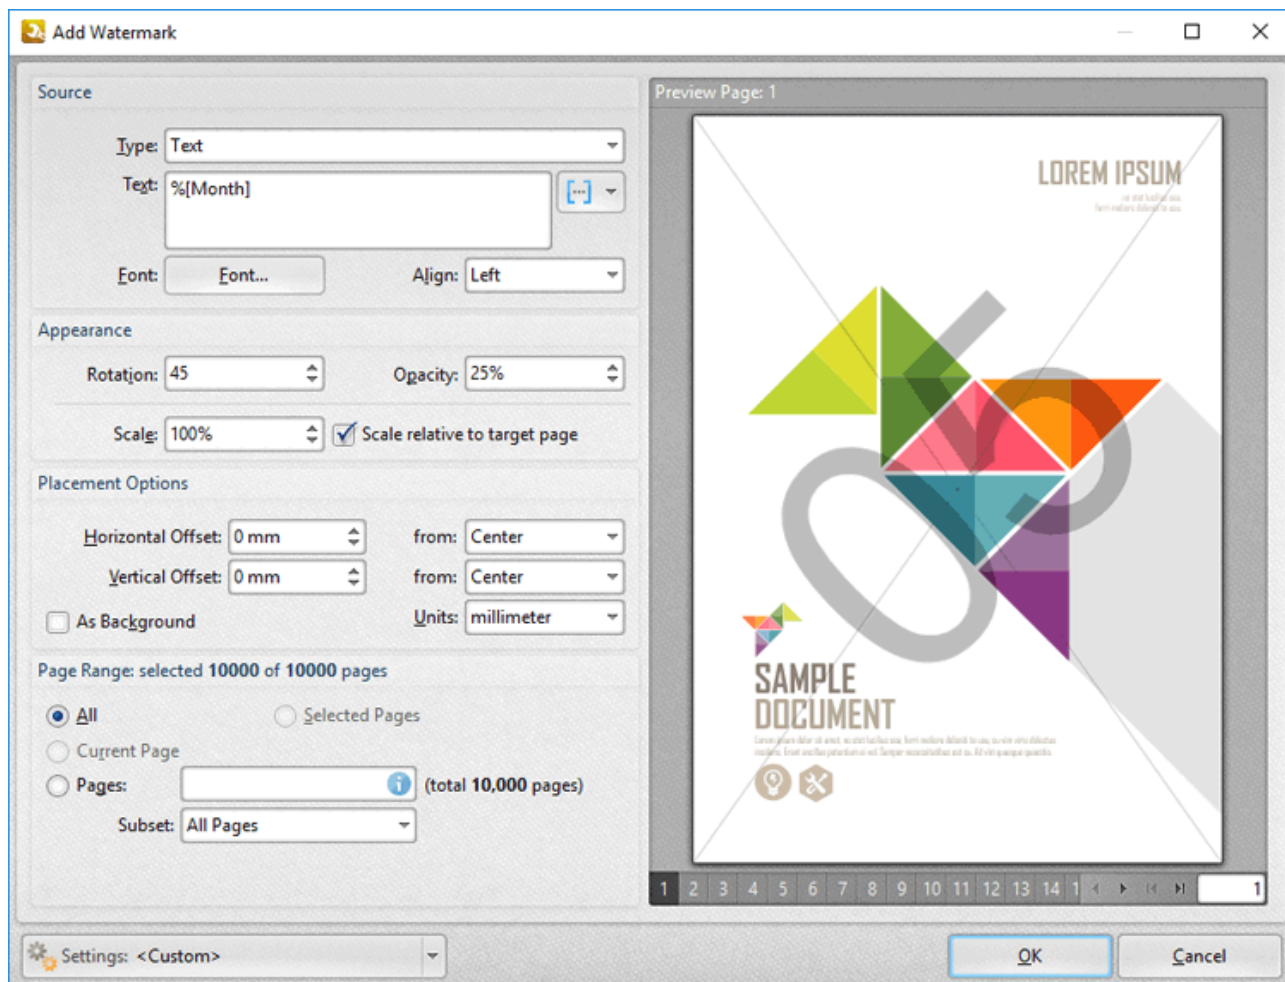 Add Watermark
Source
Type: Text
Text: %[Month]
Font: Font... Align: Left
Appearance
Rotation: 45 Opacity: 25%
Scale: 100% Scale relative to target page
Placement Options
Horizontal Offset: 0 mm from: Center
Vertical Offset: 0 mm from: Center
As Background Units: millimeter
Page Range: selected 10000 of 10000 pages
All Selected Pages
Current Page
Pages: (total 10,000 pages)
Subset: All Pages
Preview Page: 1
LOREM IPSUM
05
SAMPLE
DOCUMENT
1 2 3 4 5 6 7 8 9 10 11 12 13 14 1 1
Settings: <Custom> OK Cancel